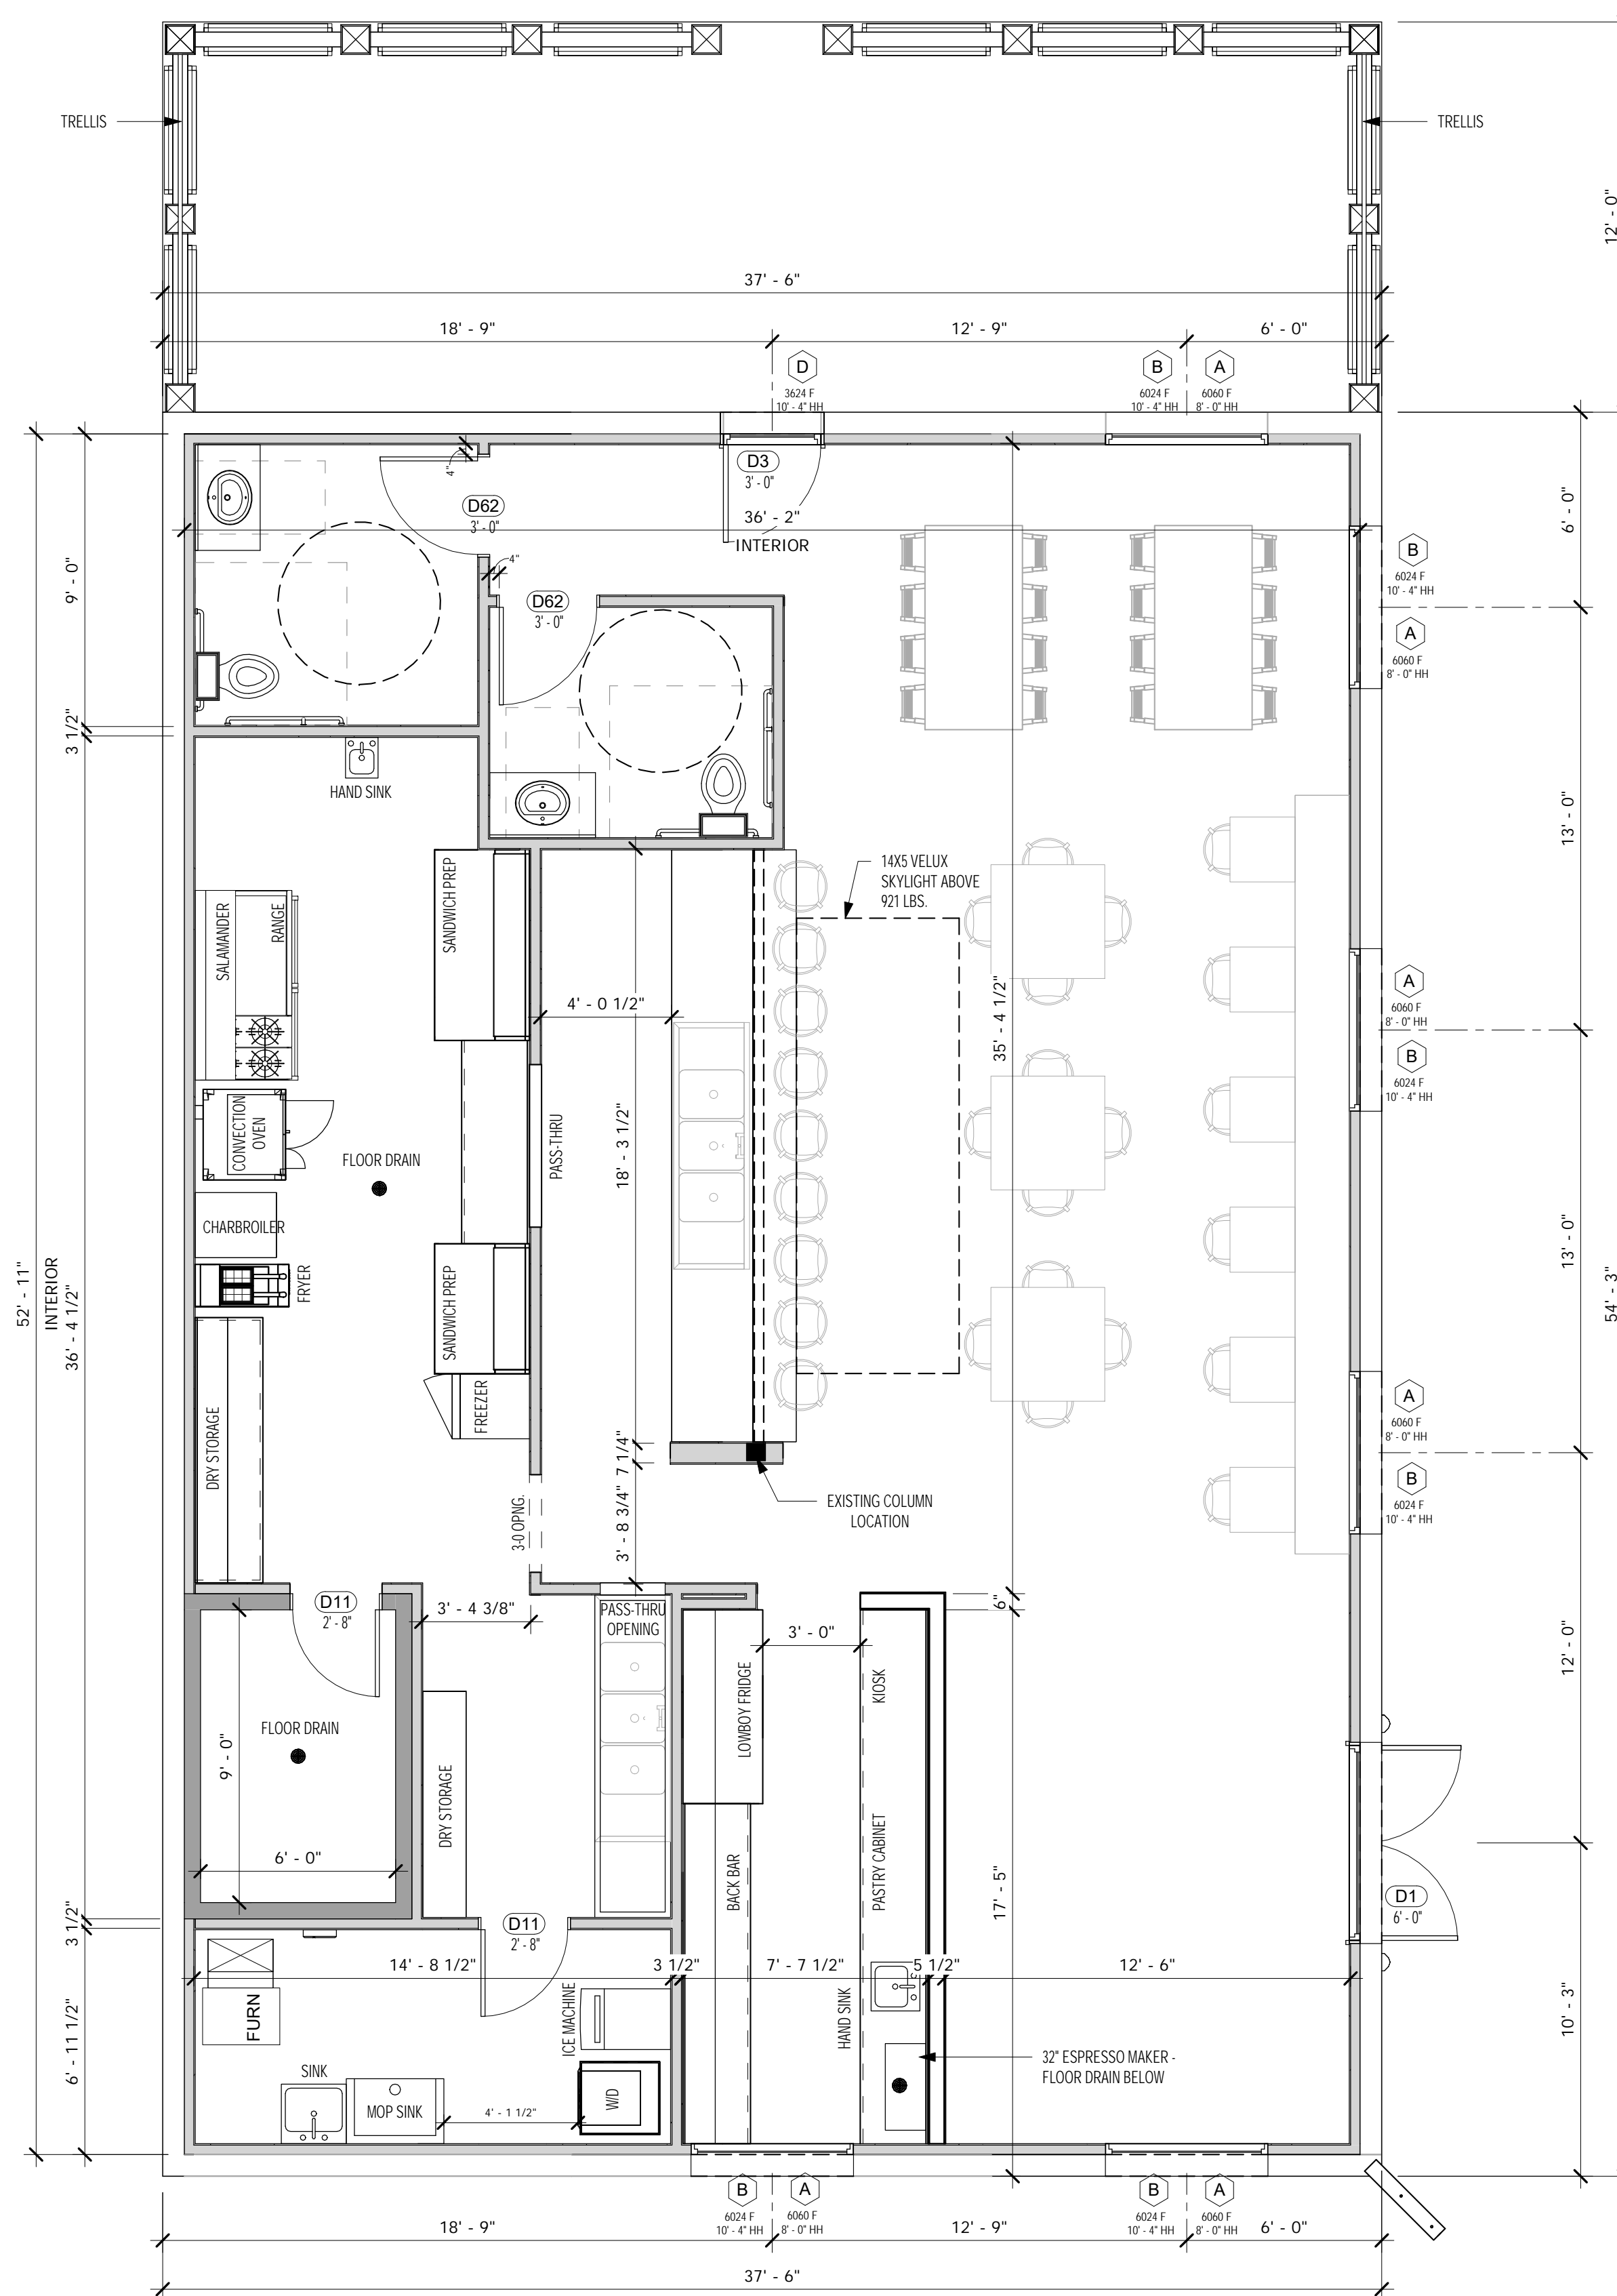 TRELLIS
TRELLIS
12' - 0"
37' - 6"
18' - 9"
12' - 9"
6' - 0"
D
3624 F
10' - 4" HH
B
6024 F
10' - 4" HH
A
6060 F
8' - 0" HH
4"
D62
3' - 0"
D3
3' - 0"
36' - 2"
INTERIOR
4"
D62
3' - 0"
9' - 0"
3 1/2"
6' - 0"
B
6024 F
10' - 4" HH
A
6060 F
8' - 0" HH
HAND SINK
SANDWICH PREP
SALAMANDER
RANGE
14X5 VELUX
SKYLIGHT ABOVE
921 LBS.
13' - 0"
4' - 0 1/2"
35' - 4 1/2"
A
6060 F
8' - 0" HH
B
6024 F
10' - 4" HH
CONVECTION
OVEN
FLOOR DRAIN
PASS-THRU
18' - 3 1/2"
CHARBROILER
FRYER
SANDWICH PREP
FREEZER
DRY STORAGE
52' - 11"
INTERIOR
36' - 4 1/2"
13' - 0"
54' - 3"
A
6060 F
8' - 0" HH
B
6024 F
10' - 4" HH
7 1/4"
3' - 8 3/4"
3-0 OPNG.
EXISTING COLUMN
LOCATION
D11
2' - 8"
3' - 4 3/8"
PASS-THRU
OPENING
6"
3' - 0"
LOWBOY FRIDGE
KIOSK
12' - 0"
FLOOR DRAIN
9' - 0"
6' - 0"
DRY STORAGE
BACK BAR
PASTRY CABINET
17' - 5"
D1
6' - 0"
3 1/2"
D11
2' - 8"
14' - 8 1/2"
3 1/2"
7' - 7 1/2"
5 1/2"
12' - 6"
6' - 11 1/2"
FURN
ICE MACHINE
HAND SINK
10' - 3"
SINK
MOP SINK
4' - 1 1/2"
W/D
32" ESPRESSO MAKER -
FLOOR DRAIN BELOW
B
6024 F
10' - 4" HH
A
6060 F
8' - 0" HH
B
6024 F
10' - 4" HH
A
6060 F
8' - 0" HH
18' - 9"
12' - 9"
6' - 0"
37' - 6"